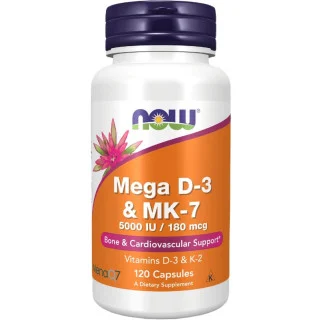 now
Mega D-3
& MK-7
5000 IU / 180 mcg
Bone & Cardiovascular Support*
Vitamins D-3 & K-2
120 Capsules
A Dietary Supplement
K